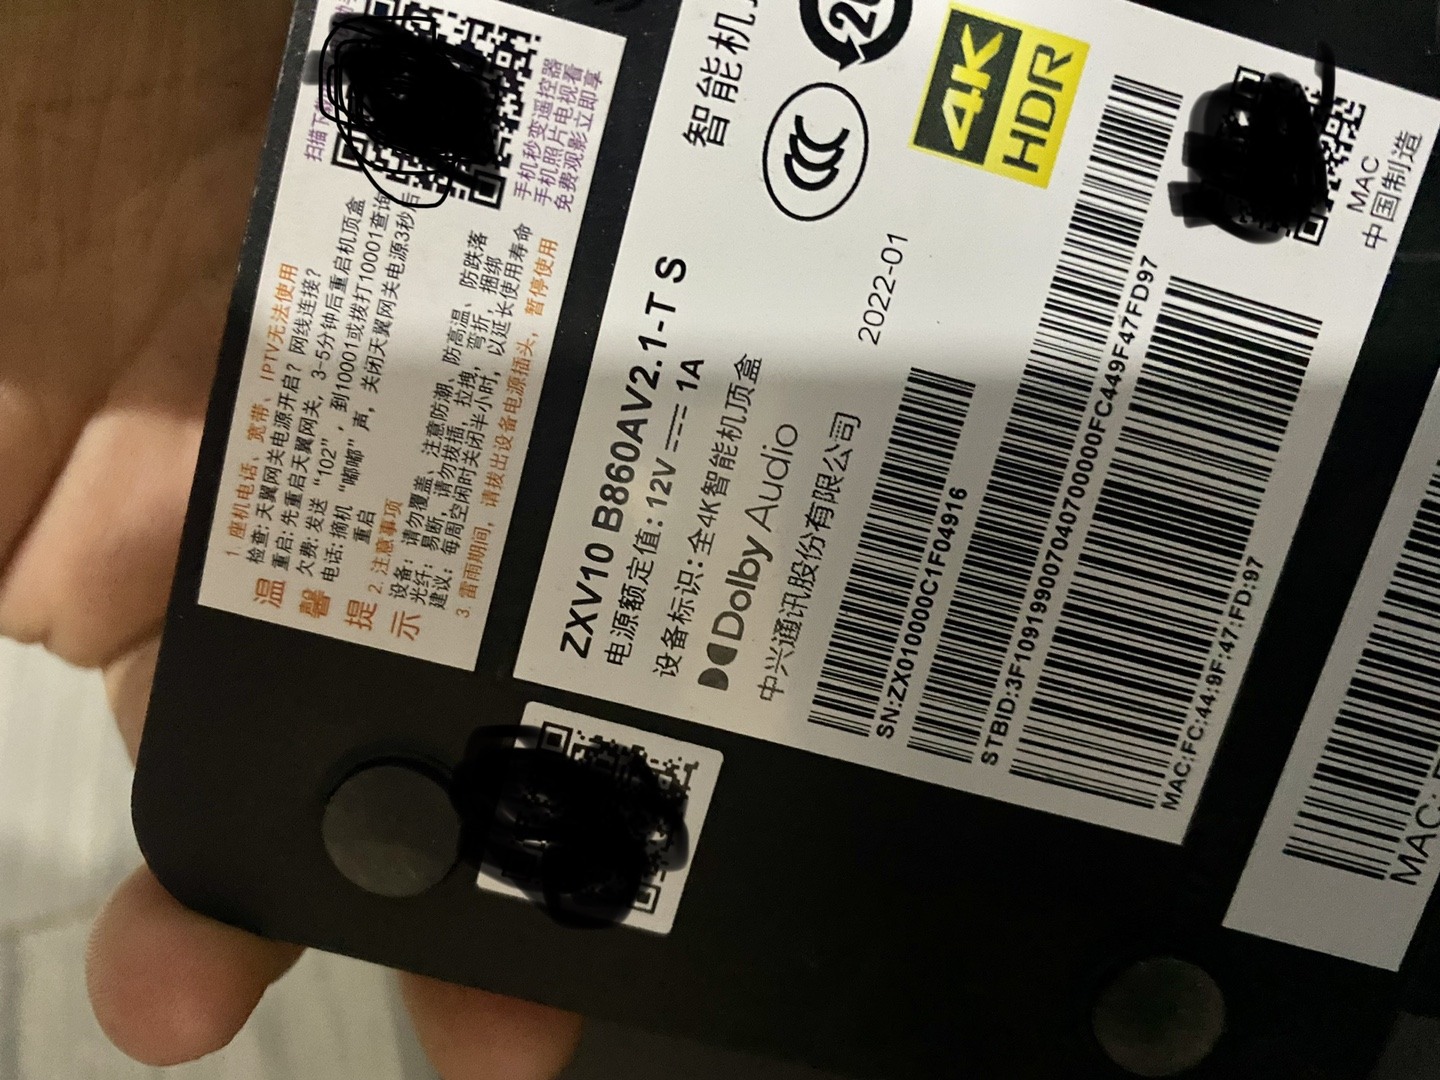 扫描下
手机秒变遥控器
手机照片电视看
免费观影立即享
温馨提示
1. 座机电话、宽带、IPTV无法使用
检查: 天翼网关电源开启? 网线连接?
重启: 先重启天翼网关, 3-5分钟后重启机顶盒
欠费: 发送“102”, 到10001或拨打10001查询
电话: 摘机“嘟嘟”声, 关闭天翼网关电源3秒后
重启
2. 注意事项
设备: 请勿覆盖、注意防潮、防高温、防跌落
光纤: 易断, 请勿拔插, 拉拽, 弯折, 捆绑
建议: 每周空闲时关闭半小时, 以延长使用寿命
3. 雷雨期间, 请拔出设备电源插头, 暂停使用
智能机
20
CCC
4K
HDR
ZXV10 B860AV2.1-T S
电源额定值: 12V 1A
设备标识: 全4K智能机顶盒
Dolby Audio
2022-01
中兴通讯股份有限公司
SN:ZX010000C1F04916
STBD:3F1091990070407000000FC449F47FD97
MAC:FC:44:9F:47:FD:97
MAC
中国制造
MAC: